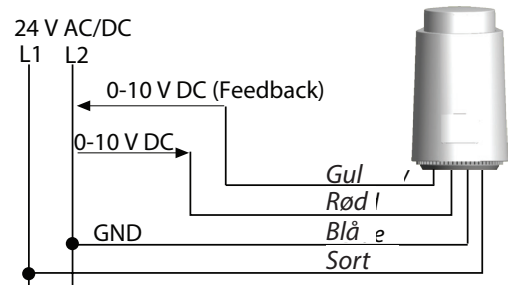 24 V AC/DC
L1 L2
0-10 V DC (Feedback)
0-10 V DC
Gul
Rød
GND Blå
Sort